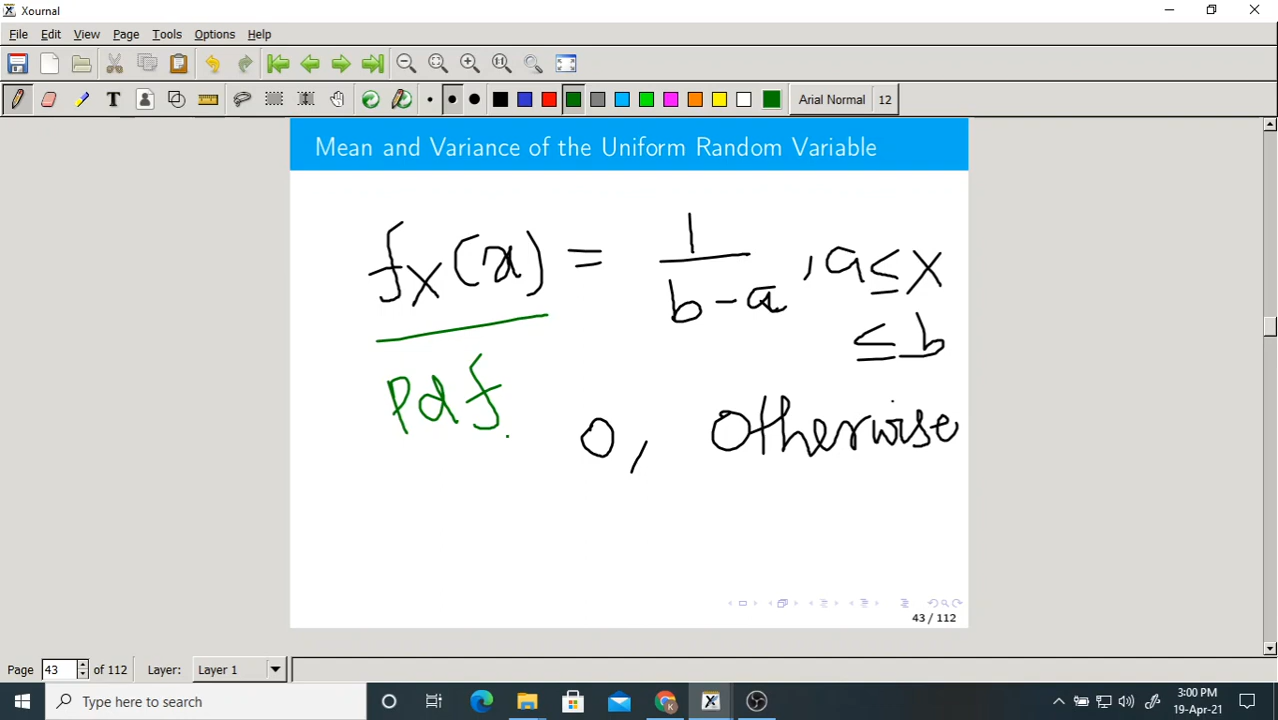 Xournal
File Edit View Page Tools Options Help
Arial Normal 12
Mean and Variance of the Uniform Random Variable
fX(x) = 1/(b-a), a≤x
≤b
Pdf.
0, Otherwise
43 / 112
Page 43 of 112 Layer: Layer 1
Type here to search
3:00 PM
19-Apr-21